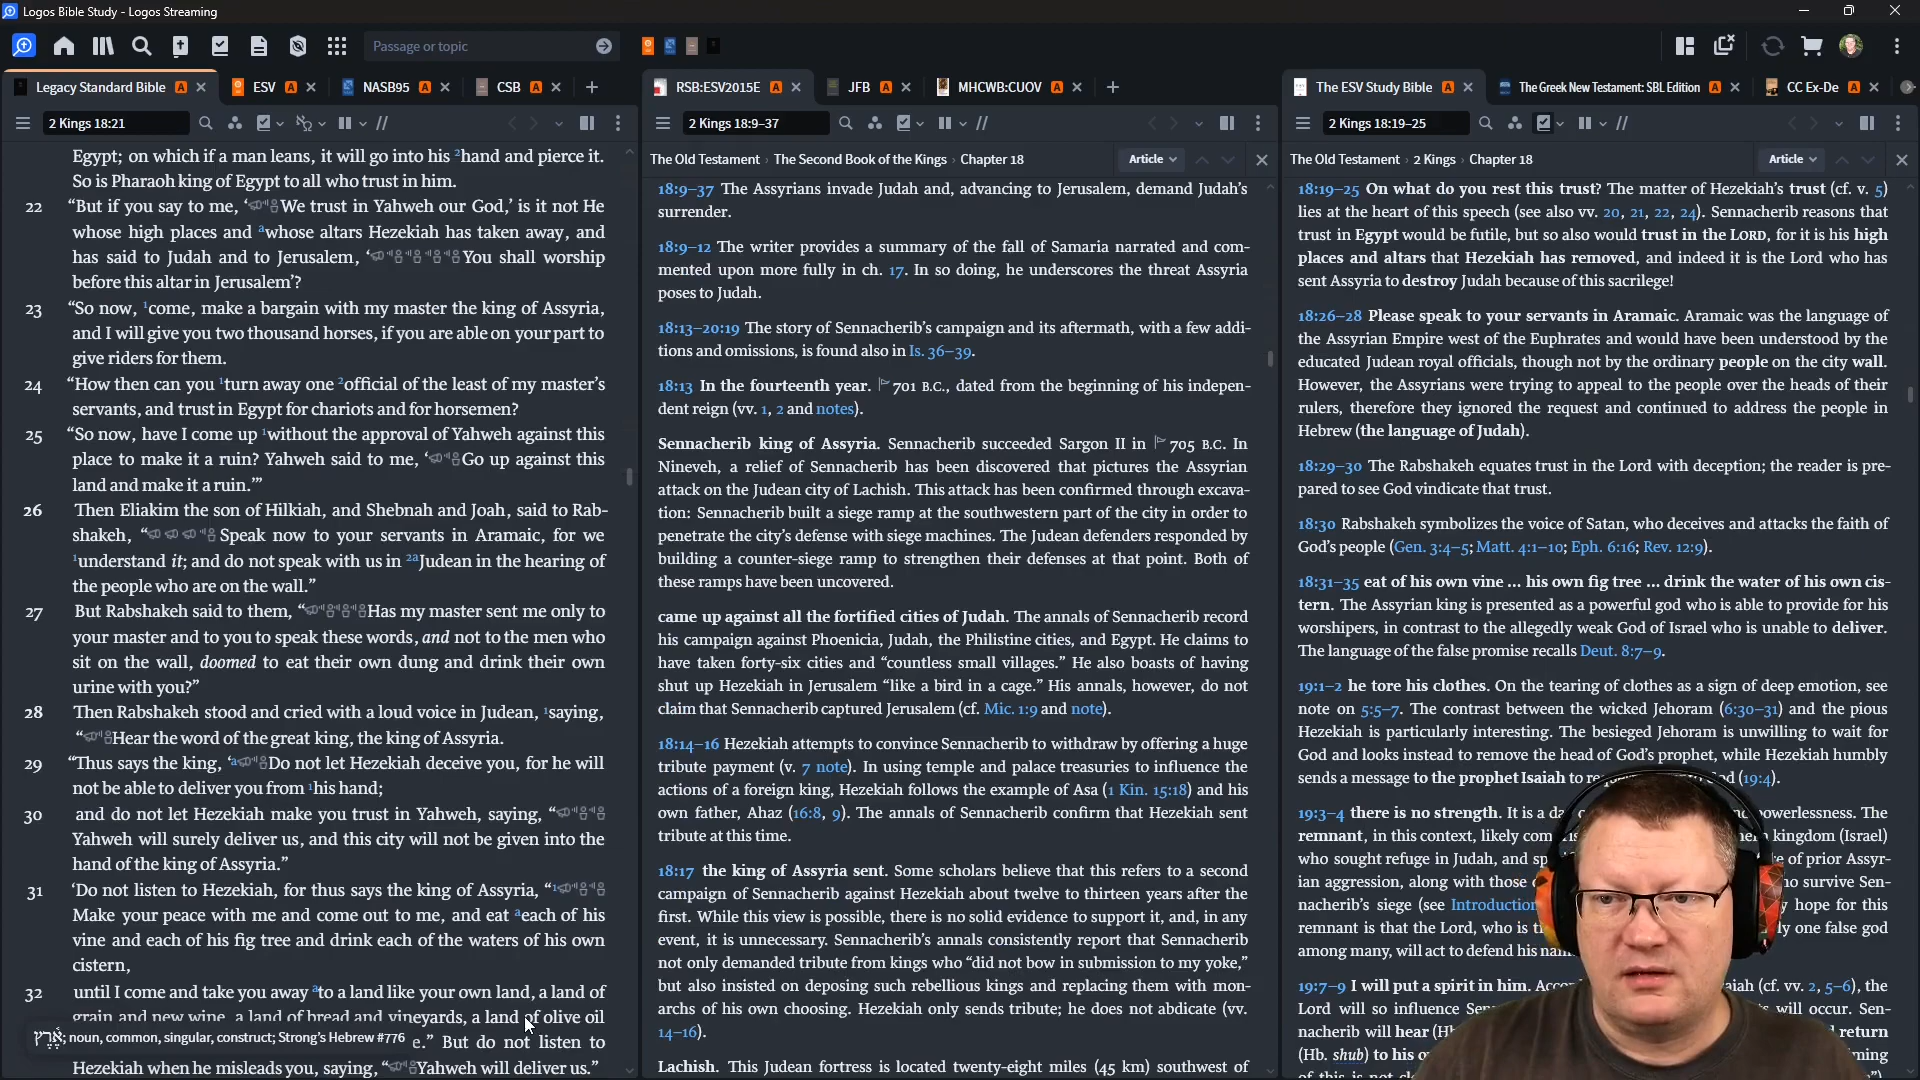 Logos Bible Study - Logos Streaming
Passage or topic
Legacy Standard Bible A
ESV A
NASB95 A
CSB A
2 Kings 18:21
Egypt; on which if a man leans, it will go into his ²hand and pierce it.
So is Pharaoh king of Egypt to all who trust in him.
22 “But if you say to me, ‘We trust in Yahweh our God,’ is it not He
whose high places and ᵃwhose altars Hezekiah has taken away, and
has said to Judah and to Jerusalem, ‘You shall worship
before this altar in Jerusalem’?
23 “So now, ¹come, make a bargain with my master the king of Assyria,
and I will give you two thousand horses, if you are able on your part to
give riders for them.
24 “How then can you ¹turn away one ²official of the least of my master’s
servants, and trust in Egypt for chariots and for horsemen?
25 “So now, have I come up ¹without the approval of Yahweh against this
place to make it a ruin? Yahweh said to me, ‘Go up against this
land and make it a ruin.’”
26 Then Eliakim the son of Hilkiah, and Shebnah and Joah, said to Rab-
shakeh, “Speak now to your servants in Aramaic, for we
¹understand it; and do not speak with us in ²ᵃJudean in the hearing of
the people who are on the wall.”
27 But Rabshakeh said to them, “Has my master sent me only to
your master and to you to speak these words, and not to the men who
sit on the wall, doomed to eat their own dung and drink their own
urine with you?”
28 Then Rabshakeh stood and cried with a loud voice in Judean, ¹saying,
“Hear the word of the great king, the king of Assyria.
29 “Thus says the king, ‘ᵃDo not let Hezekiah deceive you, for he will
not be able to deliver you from ¹his hand;
30 and do not let Hezekiah make you trust in Yahweh, saying, “
Yahweh will surely deliver us, and this city will not be given into the
hand of the king of Assyria.”
31 ‘Do not listen to Hezekiah, for thus says the king of Assyria, “¹
Make your peace with me and come out to me, and eat ᵃeach of his
vine and each of his fig tree and drink each of the waters of his own
cistern,
32 until I come and take you away ᵃto a land like your own land, a land of
grain and new wine, a land of bread and vineyards, a land of olive oil
e.” But do not listen to
Hezekiah when he misleads you, saying, “Yahweh will deliver us.”
אֶרֶץ; noun, common, singular, construct; Strong’s Hebrew #776
RSB:ESV2015E A
JFB A
MHCWB:CUOV A
2 Kings 18:9–37
The Old Testament › The Second Book of the Kings › Chapter 18
Article
18:9–37 The Assyrians invade Judah and, advancing to Jerusalem, demand Judah’s
surrender.
18:9–12 The writer provides a summary of the fall of Samaria narrated and com-
mented upon more fully in ch. 17. In so doing, he underscores the threat Assyria
poses to Judah.
18:13–20:19 The story of Sennacherib’s campaign and its aftermath, with a few addi-
tions and omissions, is found also in Is. 36–39.
18:13 In the fourteenth year. 701 B.C., dated from the beginning of his indepen-
dent reign (vv. 1, 2 and notes).
Sennacherib king of Assyria. Sennacherib succeeded Sargon II in 705 B.C. In
Nineveh, a relief of Sennacherib has been discovered that pictures the Assyrian
attack on the Judean city of Lachish. This attack has been confirmed through excava-
tion: Sennacherib built a siege ramp at the southwestern part of the city in order to
penetrate the city’s defense with siege machines. The Judean defenders responded by
building a counter-siege ramp to strengthen their defenses at that point. Both of
these ramps have been uncovered.
came up against all the fortified cities of Judah. The annals of Sennacherib record
his campaign against Phoenicia, Judah, the Philistine cities, and Egypt. He claims to
have taken forty-six cities and “countless small villages.” He also boasts of having
shut up Hezekiah in Jerusalem “like a bird in a cage.” His annals, however, do not
claim that Sennacherib captured Jerusalem (cf. Mic. 1:9 and note).
18:14–16 Hezekiah attempts to convince Sennacherib to withdraw by offering a huge
tribute payment (v. 7 note). In using temple and palace treasuries to influence the
actions of a foreign king, Hezekiah follows the example of Asa (1 Kin. 15:18) and his
own father, Ahaz (16:8, 9). The annals of Sennacherib confirm that Hezekiah sent
tribute at this time.
18:17 the king of Assyria sent. Some scholars believe that this refers to a second
campaign of Sennacherib against Hezekiah about twelve to thirteen years after the
first. While this view is possible, there is no solid evidence to support it, and, in any
event, it is unnecessary. Sennacherib’s annals consistently report that Sennacherib
not only demanded tribute from kings who “did not bow in submission to my yoke,”
but also insisted on deposing such rebellious kings and replacing them with mon-
archs of his own choosing. Hezekiah only sends tribute; he does not abdicate (vv.
14–16).
Lachish. This Judean fortress is located twenty-eight miles (45 km) southwest of
The ESV Study Bible A
The Greek New Testament: SBL Edition A
CC Ex-De A
2 Kings 18:19–25
The Old Testament › 2 Kings › Chapter 18
Article
18:19–25 On what do you rest this trust? The matter of Hezekiah’s trust (cf. v. 5)
lies at the heart of this speech (see also vv. 20, 21, 22, 24). Sennacherib reasons that
trust in Egypt would be futile, but so also would trust in the LORD, for it is his high
places and altars that Hezekiah has removed, and indeed it is the Lord who has
sent Assyria to destroy Judah because of this sacrilege!
18:26–28 Please speak to your servants in Aramaic. Aramaic was the language of
the Assyrian Empire west of the Euphrates and would have been understood by the
educated Judean royal officials, though not by the ordinary people on the city wall.
However, the Assyrians were trying to appeal to the people over the heads of their
rulers, therefore they ignored the request and continued to address the people in
Hebrew (the language of Judah).
18:29–30 The Rabshakeh equates trust in the Lord with deception; the reader is pre-
pared to see God vindicate that trust.
18:30 Rabshakeh symbolizes the voice of Satan, who deceives and attacks the faith of
God’s people (Gen. 3:4–5; Matt. 4:1–10; Eph. 6:16; Rev. 12:9).
18:31–35 eat of his own vine ... his own fig tree ... drink the water of his own cis-
tern. The Assyrian king is presented as a powerful god who is able to provide for his
worshipers, in contrast to the allegedly weak God of Israel who is unable to deliver.
The language of the false promise recalls Deut. 8:7–9.
19:1–2 he tore his clothes. On the tearing of clothes as a sign of deep emotion, see
note on 5:5–7. The contrast between the wicked Jehoram (6:30–31) and the pious
Hezekiah is particularly interesting. The besieged Jehoram is unwilling to wait for
God and looks instead to remove the head of God’s prophet, while Hezekiah humbly
sends a message to the prophet Isaiah to (19:4).
19:3–4 there is no strength. It is a powerlessness. The
remnant, in this context, likely kingdom (Israel)
who sought refuge in Judah, and of prior Assyr-
ian aggression, along with those survive Sen-
nacherib’s siege (see Introduction hope for this
remnant is that the Lord, who is one false god
among many, will act to defend his
19:7–9 I will put a spirit in him. (cf. vv. 2, 5–6), the
Lord will so influence will occur. Sen-
nacherib will hear return
(Hb. shub) to his